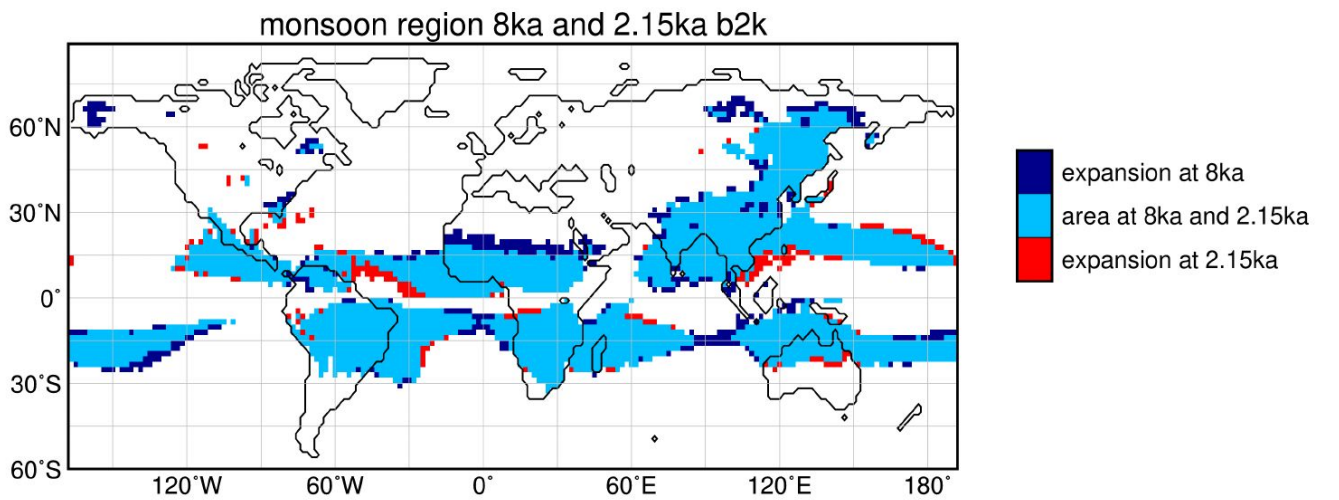 monsoon region 8ka and 2.15ka b2k
60˚N
30˚N
0˚
30˚S
60˚S
120˚W
60˚W
0˚
60˚E
120˚E
180˚
expansion at 8ka
area at 8ka and 2.15ka
expansion at 2.15ka